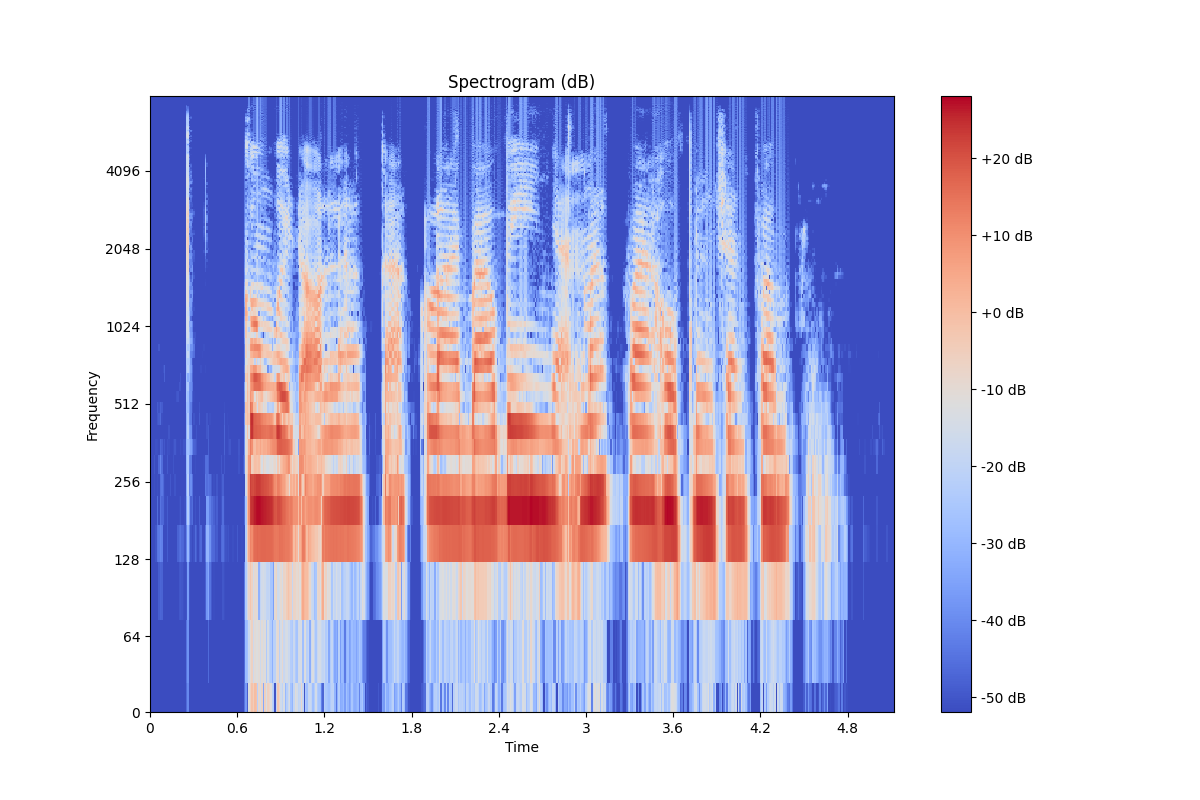 Spectrogram (dB)
4096
2048
1024
512
256
128
64
0
Frequency
0
0.6
1.2
1.8
2.4
3
3.6
4.2
4.8
Time
+20 dB
+10 dB
+0 dB
-10 dB
-20 dB
-30 dB
-40 dB
-50 dB